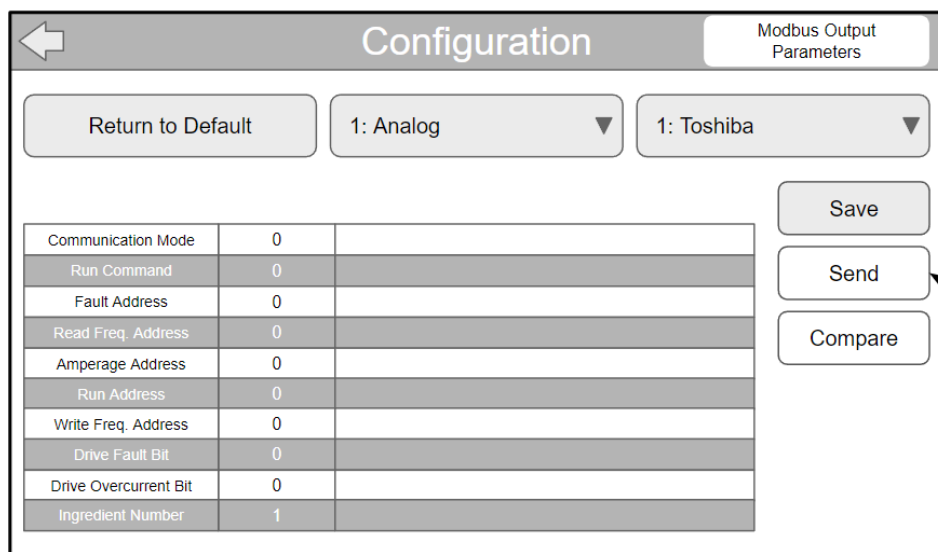 Configuration
Modbus Output
Parameters
Return to Default
1: Analog
1: Toshiba
Save
Send
Compare
Communication Mode 0
Run Command 0
Fault Address 0
Read Freq. Address 0
Amperage Address 0
Run Address 0
Write Freq. Address 0
Drive Fault Bit 0
Drive Overcurrent Bit 0
Ingredient Number 1